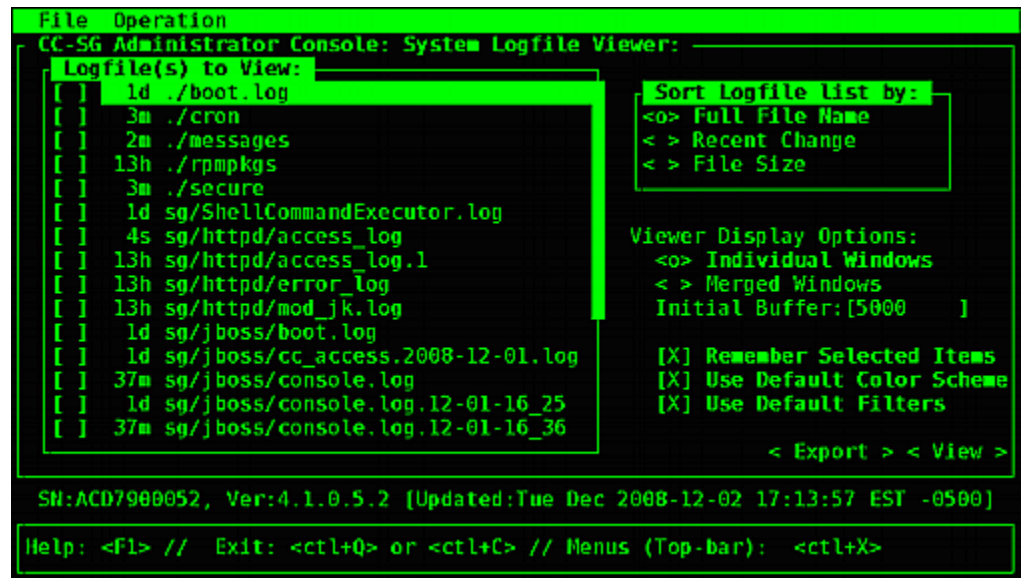 File Operation
CC-SG Administrator Console: System Logfile Viewer:
Logfile(s) to View:
[ ] 1d ./boot.log
[ ] 3m ./cron
[ ] 2m ./messages
[ ] 13h ./rpmpkgs
[ ] 3m ./secure
[ ] 1d sg/ShellCommandExecutor.log
[ ] 4s sg/httpd/access_log
[ ] 13h sg/httpd/access_log.1
[ ] 13h sg/httpd/error_log
[ ] 13h sg/httpd/mod_jk.log
[ ] 1d sg/jboss/boot.log
[ ] 1d sg/jboss/cc_access.2008-12-01.log
[ ] 37m sg/jboss/console.log
[ ] 1d sg/jboss/console.log.12-01-16_25
[ ] 37m sg/jboss/console.log.12-01-16_36
Sort Logfile list by:
<o> Full File Name
< > Recent Change
< > File Size
Viewer Display Options:
<o> Individual Windows
< > Merged Windows
Initial Buffer:[5000 ]
[X] Remember Selected Items
[X] Use Default Color Scheme
[X] Use Default Filters
< Export > < View >
SN:ACD7900052, Ver:4.1.0.5.2 [Updated:Tue Dec 2008-12-02 17:13:57 EST -0500]
Help: <F1> // Exit: <ctl+Q> or <ctl+C> // Menus (Top-bar): <ctl+X>